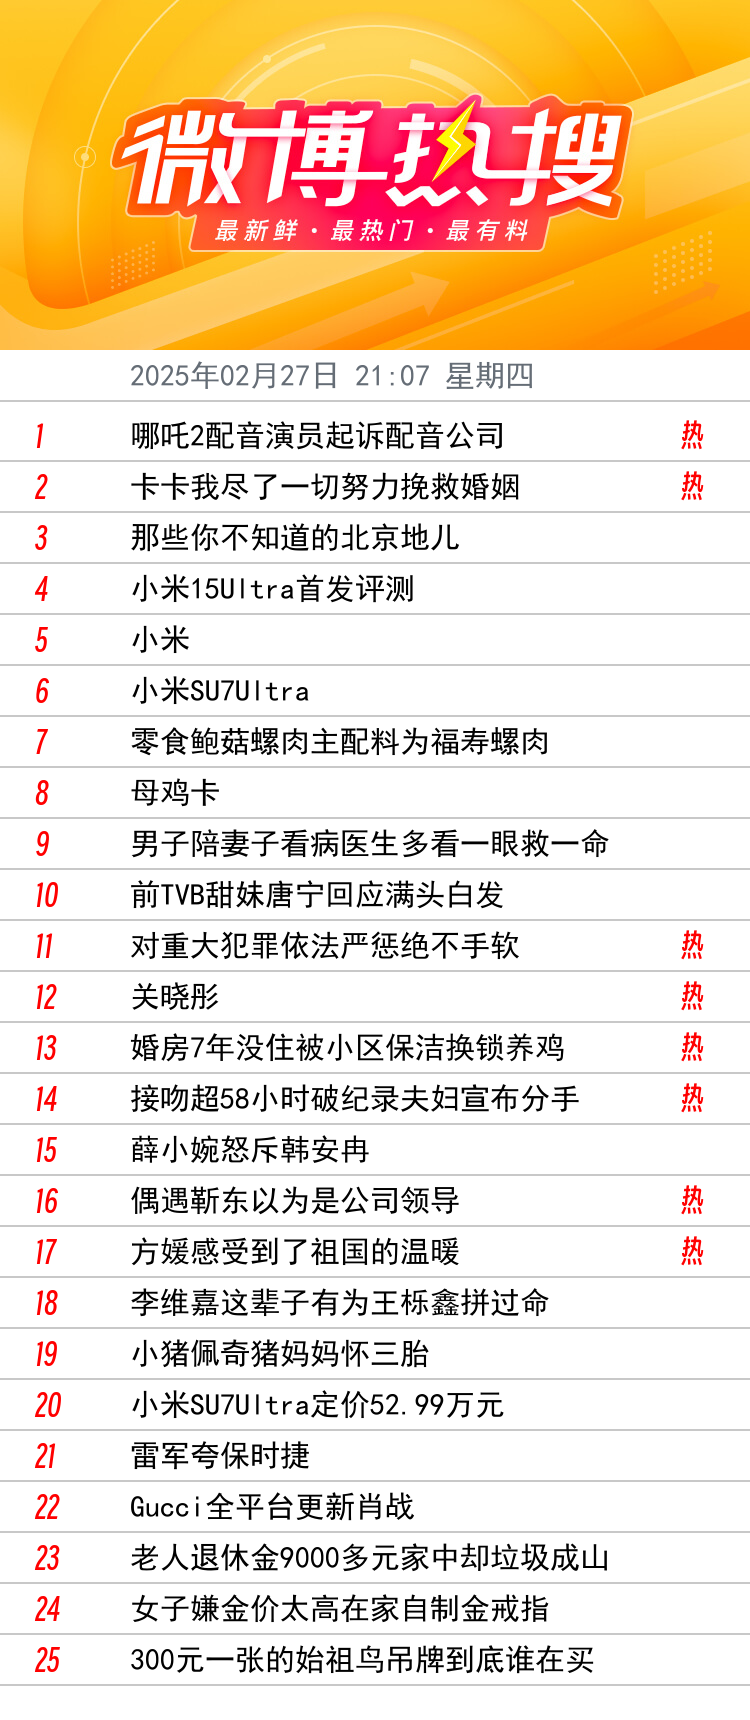 微博热搜
最新鲜·最热门·最有料
2025年02月27日 21:07 星期四
1 哪吒2配音演员起诉配音公司 热
2 卡卡我尽了一切努力挽救婚姻 热
3 那些你不知道的北京地儿
4 小米15Ultra首发评测
5 小米
6 小米SU7Ultra
7 零食鲍菇螺肉主配料为福寿螺肉
8 母鸡卡
9 男子陪妻子看病医生多看一眼救一命
10 前TVB甜妹唐宁回应满头白发
11 对重大犯罪依法严惩绝不手软 热
12 关晓彤 热
13 婚房7年没住被小区保洁换锁养鸡 热
14 接吻超58小时破纪录夫妇宣布分手 热
15 薛小婉怒斥韩安冉
16 偶遇靳东以为是公司领导 热
17 方媛感受到了祖国的温暖 热
18 李维嘉这辈子有为王栎鑫拼过命
19 小猪佩奇猪妈妈怀三胎
20 小米SU7Ultra定价52.99万元
21 雷军夸保时捷
22 Gucci全平台更新肖战
23 老人退休金9000多元家中却垃圾成山
24 女子嫌金价太高在家自制金戒指
25 300元一张的始祖鸟吊牌到底谁在买